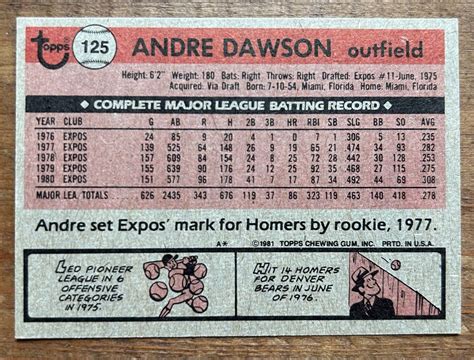 topps 125 ANDRE DAWSON outfield
Height: 6'2" Weight: 180 Bats: Right Throws: Right Drafted: Expos #11-June, 1975
Acquired: Via Draft Born: 7-10-54, Miami, Florida Home: Miami, Florida
COMPLETE MAJOR LEAGUE BATTING RECORD
YEAR CLUB G AB R H 2B 3B HR RBI SB SLG BB SO AVG
1976 EXPOS 24 85 9 20 4 1 0 7 1 .306 5 13 .235
1977 EXPOS 139 525 64 148 26 9 19 65 21 .474 34 93 .282
1978 EXPOS 157 609 84 154 24 8 25 72 28 .442 30 128 .253
1979 EXPOS 155 639 90 176 24 12 25 92 35 .468 27 115 .275
1980 EXPOS 151 577 96 178 41 7 17 87 34 .492 44 69 .308
MAJOR LEA. TOTALS 626 2435 343 676 119 37 86 323 119 .463 140 418 .278
Andre set Expos' mark for Homers by rookie, 1977.
A* © 1981 TOPPS CHEWING GUM, INC. PRTD. IN U.S.A.
LED PIONEER
LEAGUE IN 6
OFFENSIVE
CATEGORIES
IN 1975.
HIT 14 HOMERS
FOR DENVER
BEARS IN JUNE
OF 1976.